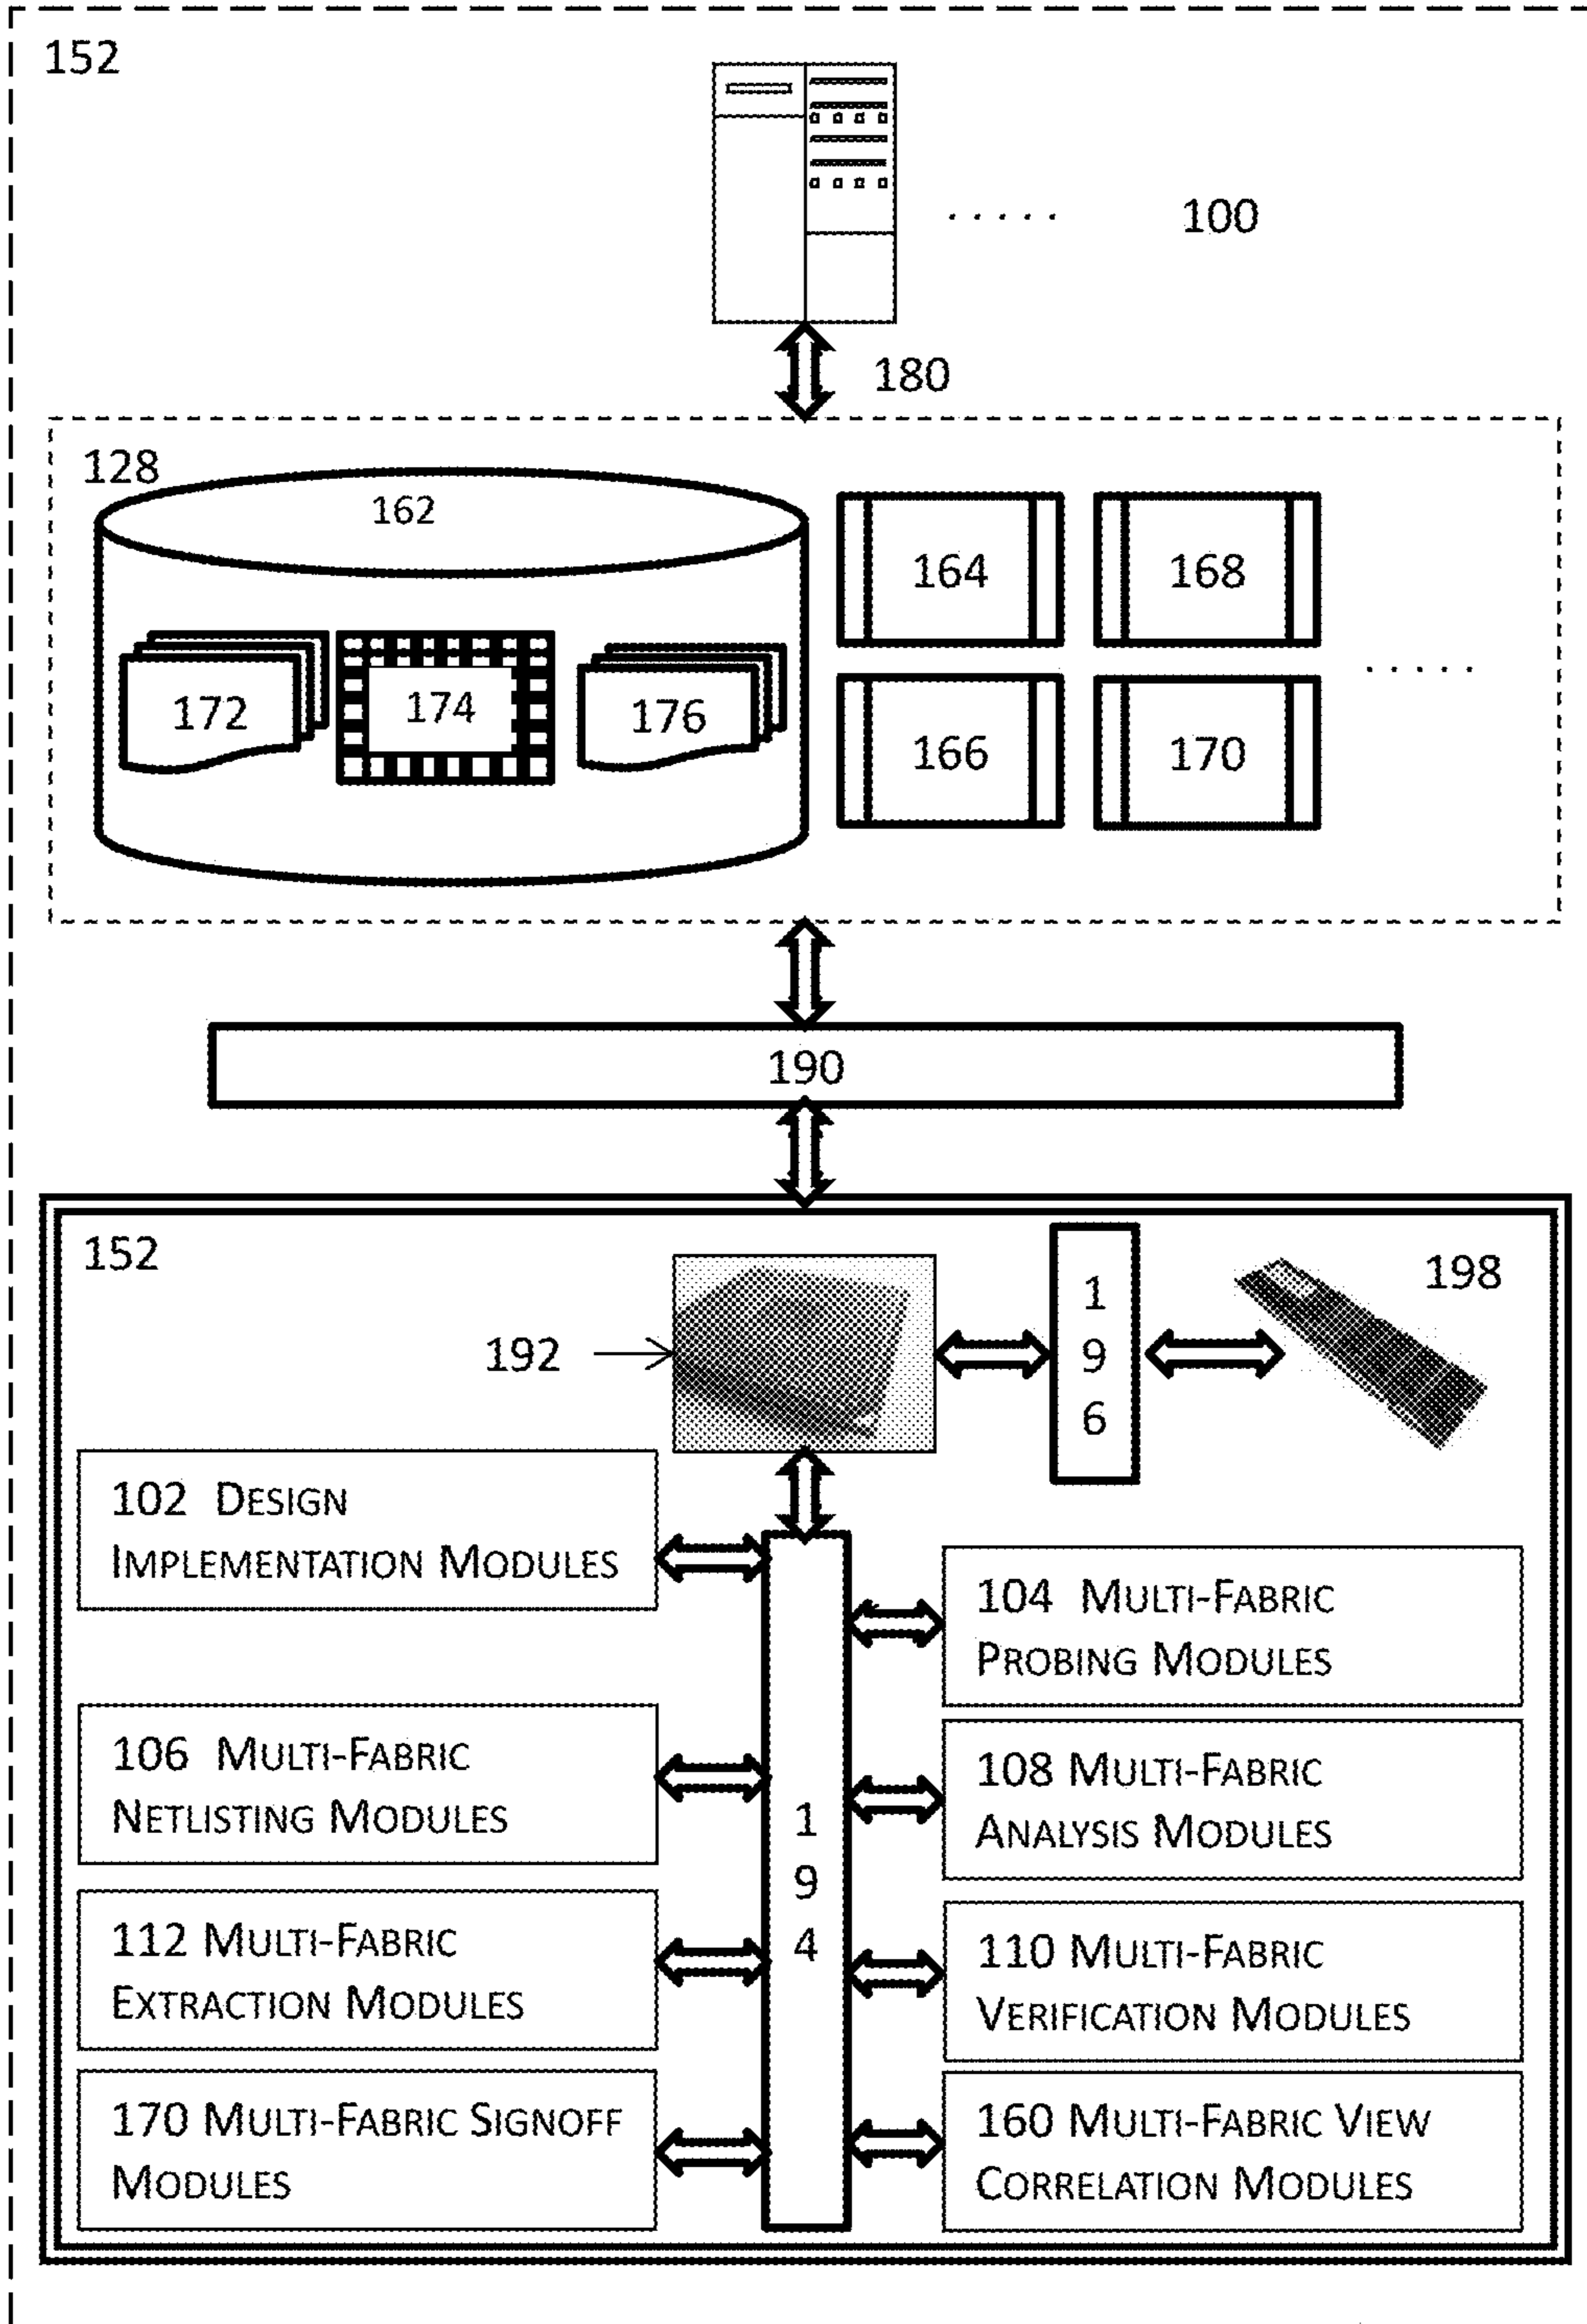 152
100
180
128
162
164
168
172
174
176
166
170
190
152
198
192
1
9
6
102 DESIGN
IMPLEMENTATION MODULES
104 MULTI-FABRIC
PROBING MODULES
106 MULTI-FABRIC
NETLISTING MODULES
108 MULTI-FABRIC
ANALYSIS MODULES
1
9
4
112 MULTI-FABRIC
EXTRACTION MODULES
110 MULTI-FABRIC
VERIFICATION MODULES
170 MULTI-FABRIC SIGNOFF
MODULES
160 MULTI-FABRIC VIEW
CORRELATION MODULES